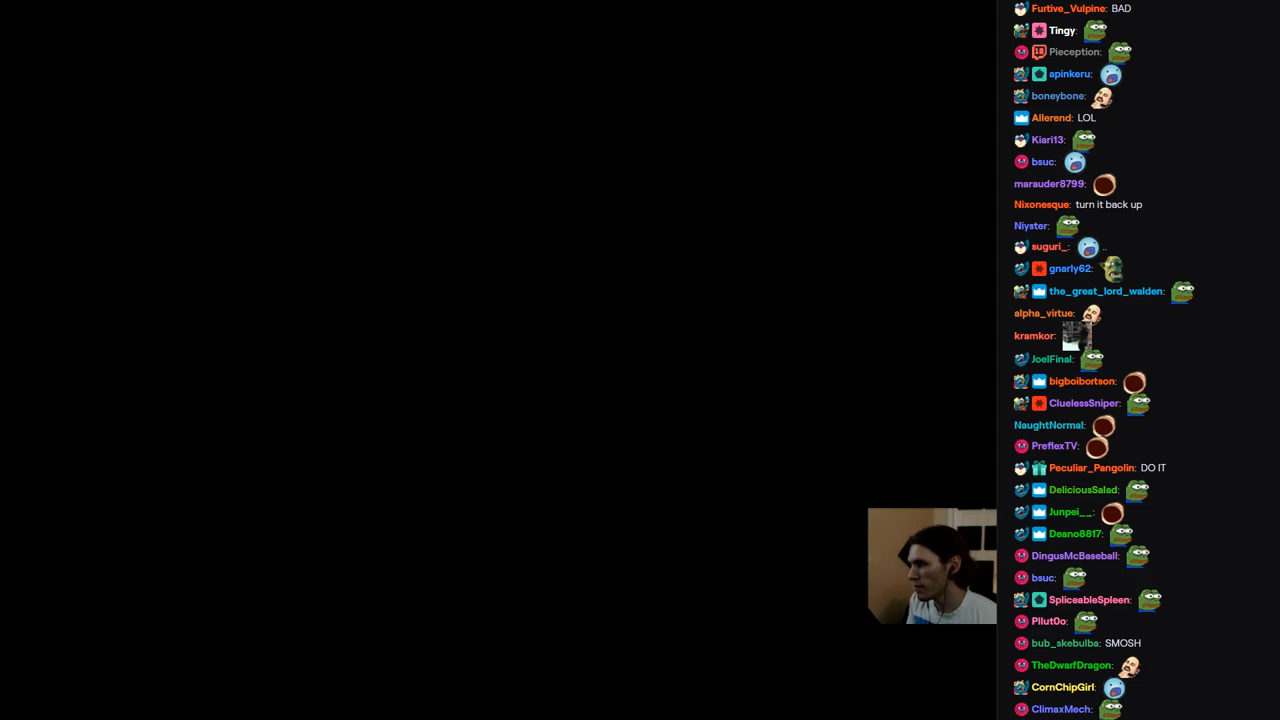 Furtive_Vulpine: BAD
Tingy:
Pieception:
apinkeru:
boneybone:
Allerend: LOL
Kiari13:
bsuc:
marauder8799:
Nixonesque: turn it back up
Niyster:
suguri_: ..
gnarly62:
the_great_lord_walden:
alpha_virtue:
kramkor:
JoelFinal:
bigboibortson:
CluelessSniper:
NaughtNormal:
PreflexTV:
Peculiar_Pangolin: DO IT
DeliciousSalad:
Junpei__:
Deano8817:
DingusMcBaseball:
bsuc:
SpliceableSpleen:
Pllut0o:
bub_skebulba: SMOSH
TheDwarfDragon:
CornChipGirl:
ClimaxMech: